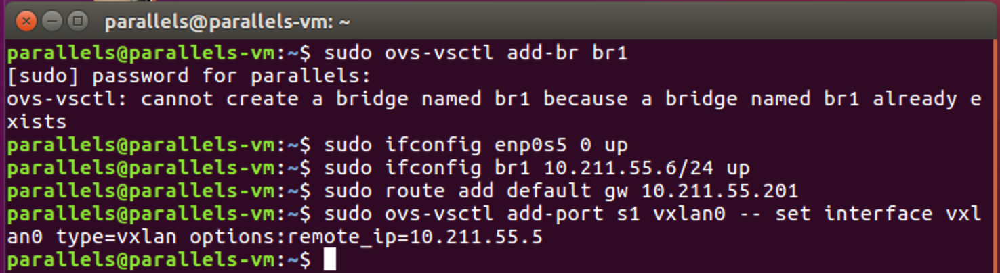 parallels@parallels-vm: ~
parallels@parallels-vm:~$ sudo ovs-vsctl add-br br1
[sudo] password for parallels:
ovs-vsctl: cannot create a bridge named br1 because a bridge named br1 already e
xists
parallels@parallels-vm:~$ sudo ifconfig enp0s5 0 up
parallels@parallels-vm:~$ sudo ifconfig br1 10.211.55.6/24 up
parallels@parallels-vm:~$ sudo route add default gw 10.211.55.201
parallels@parallels-vm:~$ sudo ovs-vsctl add-port s1 vxlan0 -- set interface vxl
an0 type=vxlan options:remote_ip=10.211.55.5
parallels@parallels-vm:~$